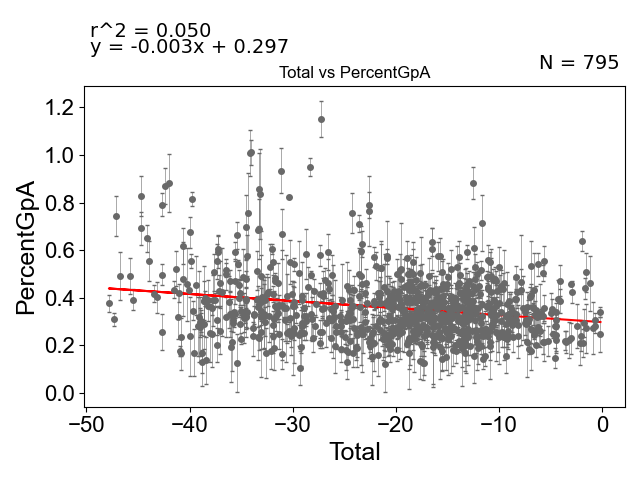 r^2 = 0.050
y = -0.003x + 0.297
N = 795
Total vs PercentGpA
PercentGpA
1.2
1.0
0.8
0.6
0.4
0.2
0.0
−50
−40
−30
−20
−10
0
Total